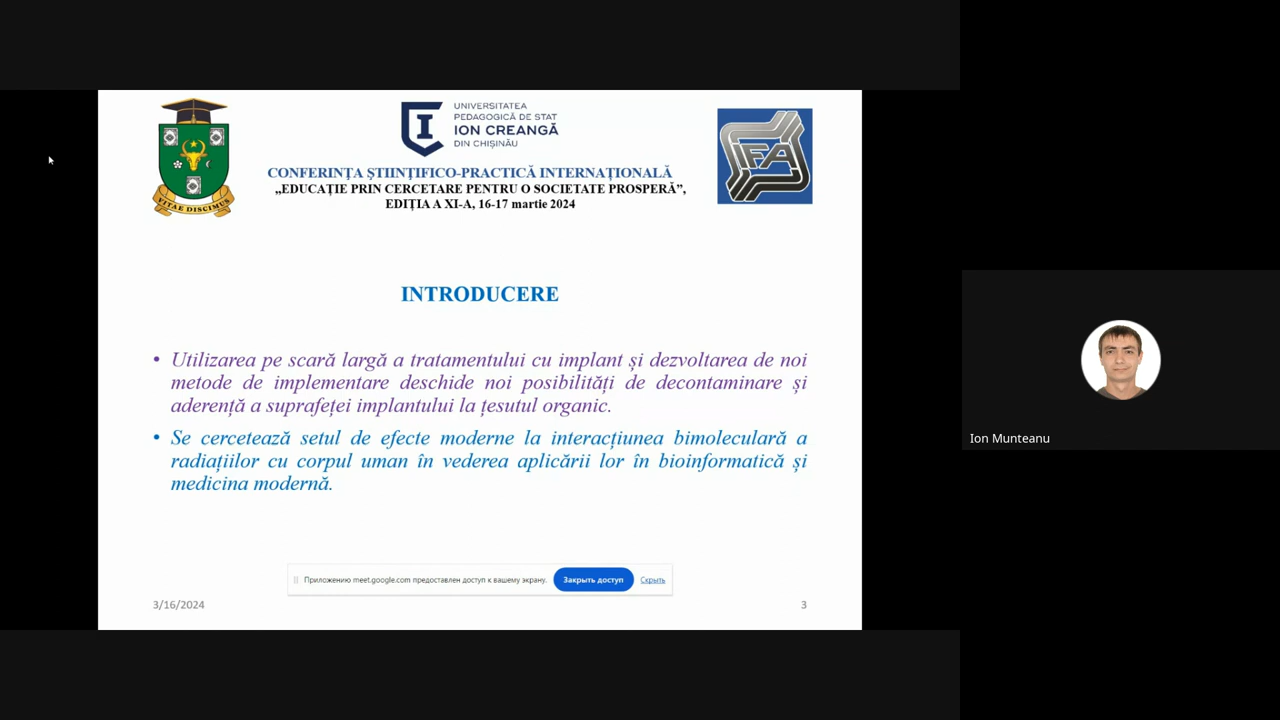 UNIVERSITATEA
PEDAGOGICĂ DE STAT
ION CREANGĂ
DIN CHIȘINĂU
VITAE DISCIMUS
IFA
CONFERINȚA ȘTIINȚIFICO-PRACTICĂ INTERNAȚIONALĂ
„EDUCAȚIE PRIN CERCETARE PENTRU O SOCIETATE PROSPERĂ”,
EDIȚIA A XI-A, 16-17 martie 2024
INTRODUCERE
• Utilizarea pe scară largă a tratamentului cu implant și dezvoltarea de noi
metode de implementare deschide noi posibilități de decontaminare și
aderență a suprafeței implantului la țesutul organic.
• Se cercetează setul de efecte moderne la interacțiunea bimoleculară a
radiațiilor cu corpul uman în vederea aplicării lor în bioinformatică și
medicina modernă.
Приложению meet.google.com предоставлен доступ к вашему экрану. Закрыть доступ Скрыть
3/16/2024 3
Ion Munteanu